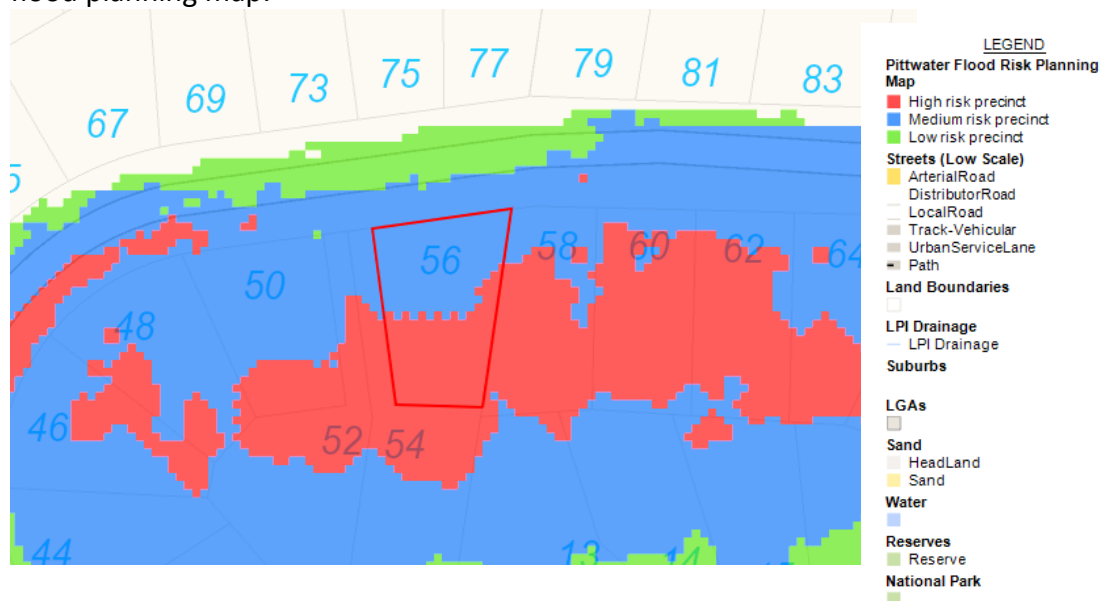 flood planning map.
67
69
73
75
77
79
81
83
5
50
56
58
60
62
64
48
46
52
54
44
13
14
LEGEND
Pittwater Flood Risk Planning
Map
High risk precinct
Medium risk precinct
Low risk precinct
Streets (Low Scale)
ArterialRoad
DistributorRoad
LocalRoad
Track-Vehicular
UrbanServiceLane
Path
Land Boundaries
LPI Drainage
LPI Drainage
Suburbs
LGAs
Sand
HeadLand
Sand
Water
Reserves
Reserve
National Park